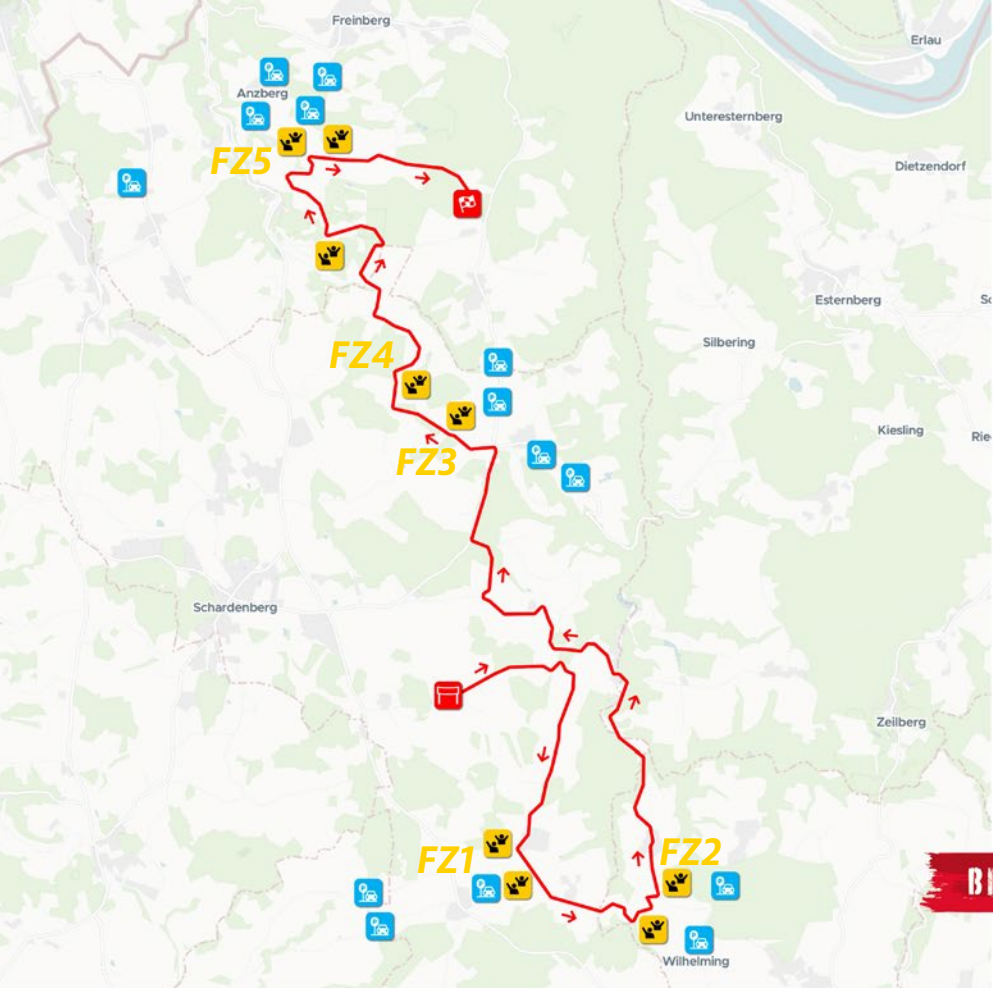 Freinberg
Erlau
Anzberg
Unteresternberg
FZ5
Dietzendorf
Esternberg
FZ4
Silbering
Kiesling
FZ3
Schardenberg
Zeilberg
FZ1
FZ2
Wilhelming